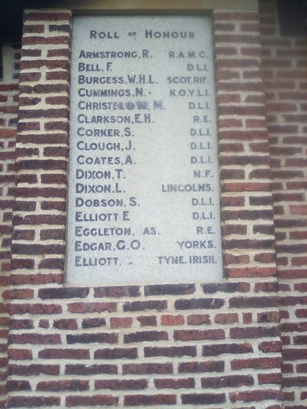 ROLL OF HONOUR
ARMSTRONG, R. R.A.M.C.
BELL, F. D.L.I.
BURGESS, W.H.L. SCOT.RIF.
CUMMINGS, N. K.O.Y.L.I.
W, M. D.L.I.
CLARKSON, E.H. R.E.
CORKER, S. D.L.I.
CLOUGH, J. D.L.I.
COATES, A. D.L.I.
DIXON, T. N.F.
DIXON, L. LINCOLNS.
DOBSON, S. D.L.I.
ELLIOTT E D.L.I.
EGGLETON, AS. R.E.
EDGAR, G.O. YORKS.
ELLIOTT. TYNE. IRISH.